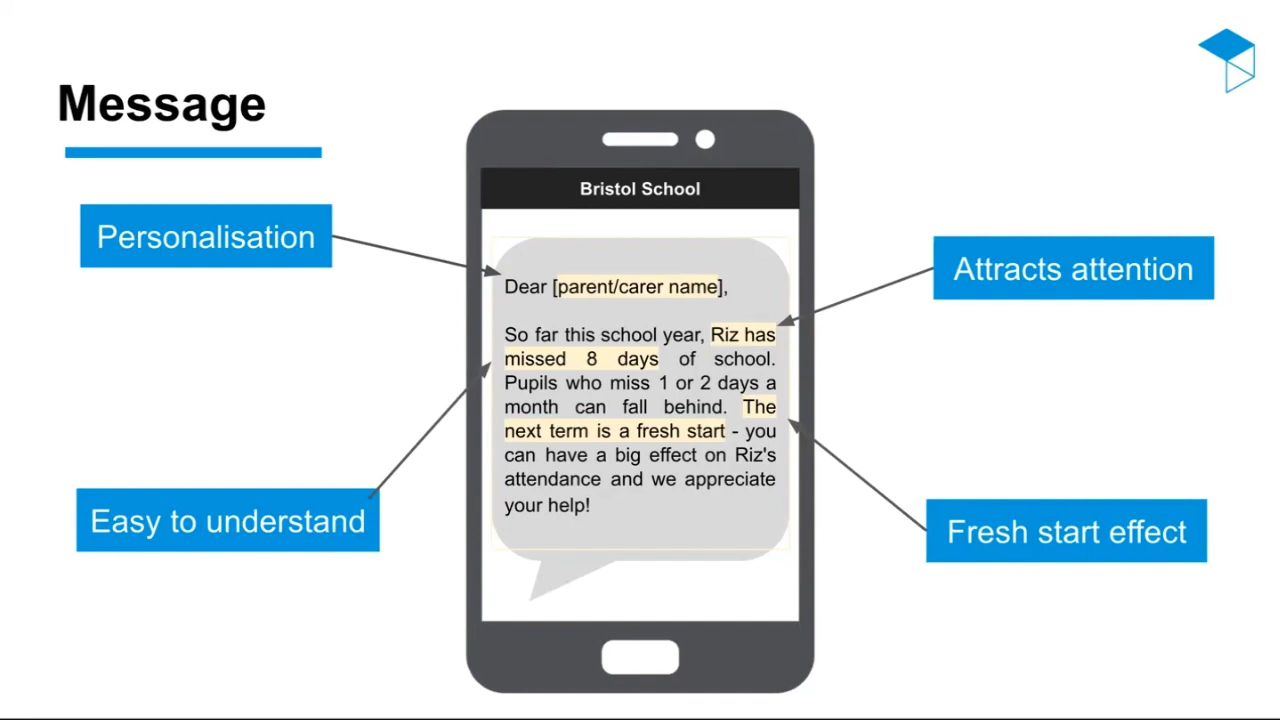 Message
Bristol School
Personalisation
Attracts attention
Dear [parent/carer name],
So far this school year, Riz has
missed 8 days of school.
Pupils who miss 1 or 2 days a
month can fall behind. The
next term is a fresh start - you
can have a big effect on Riz's
attendance and we appreciate
your help!
Easy to understand
Fresh start effect